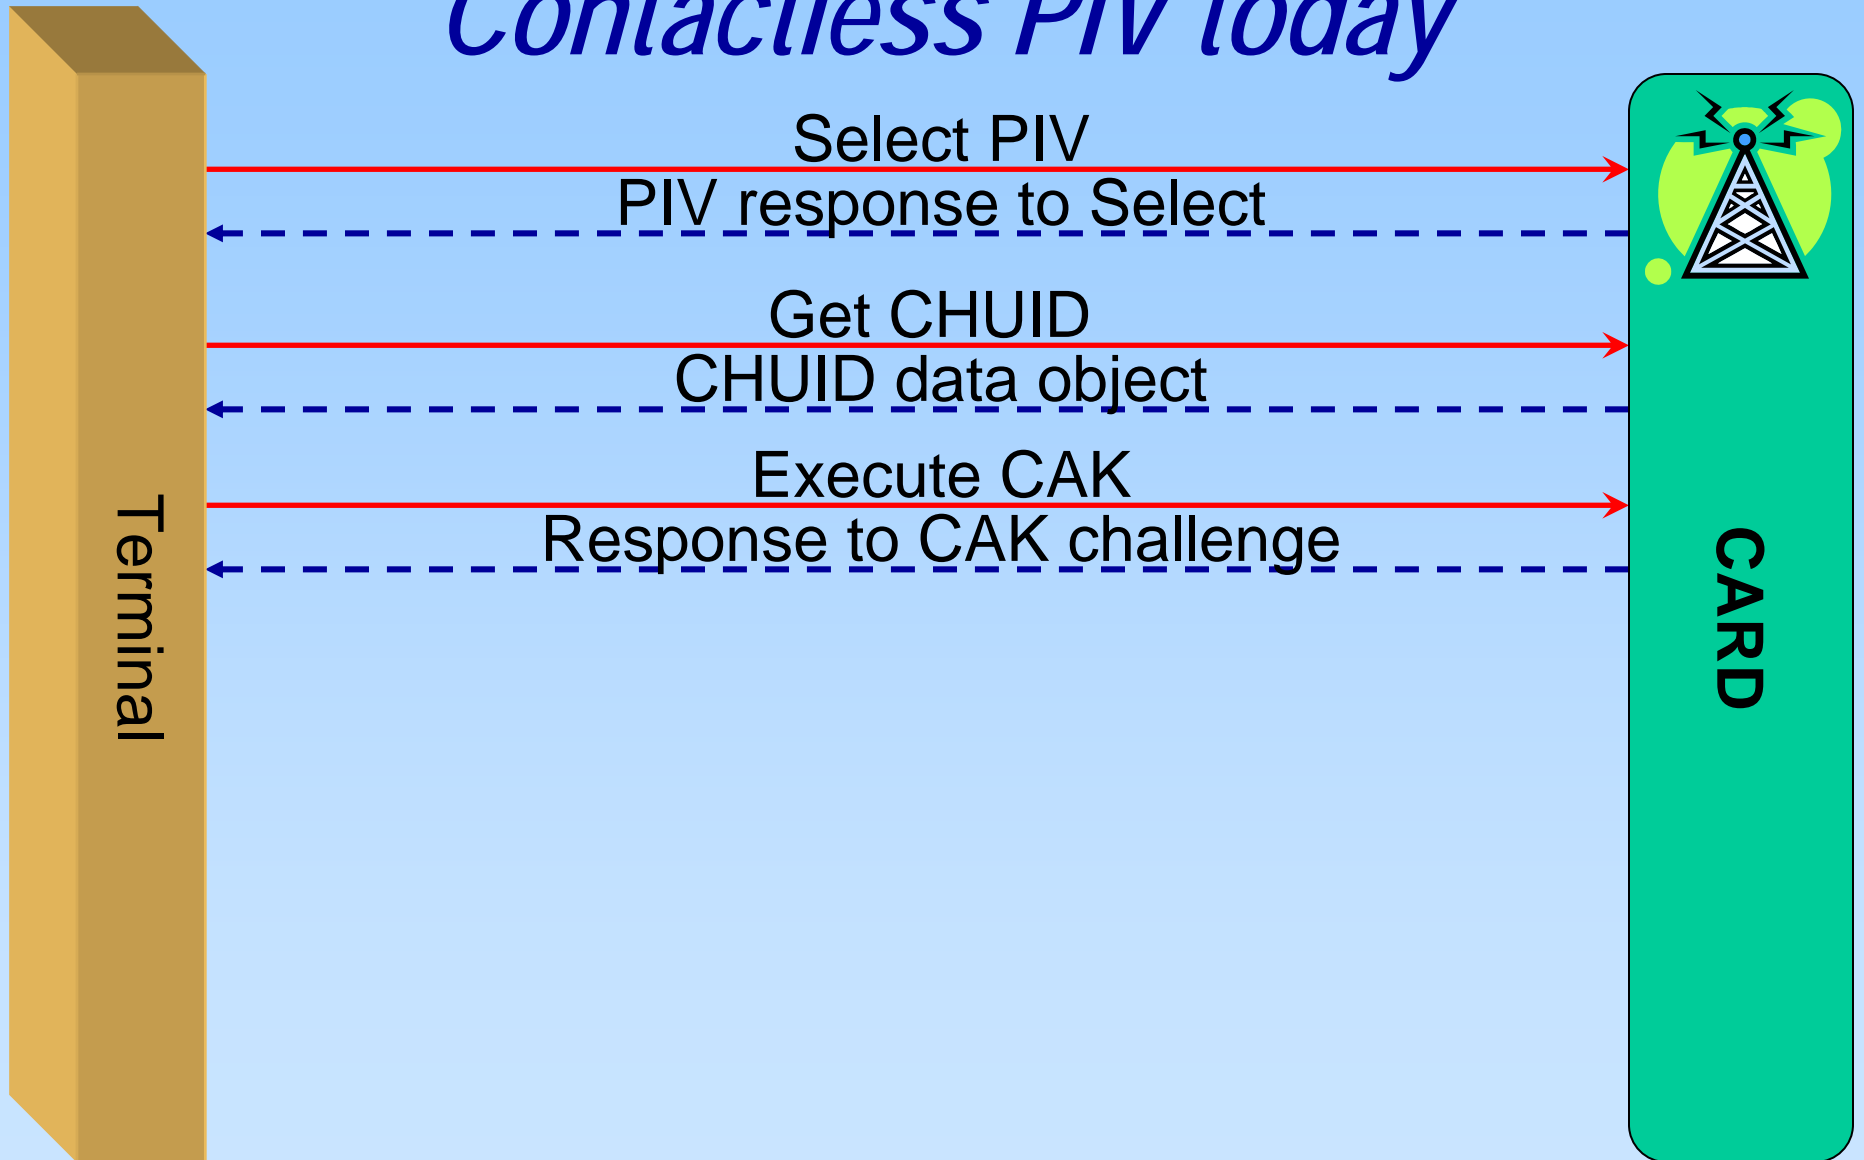 Contactless PIV today
Select PIV
PIV response to Select
Get CHUID
CHUID data object
Execute CAK
Response to CAK challenge
Terminal
CARD